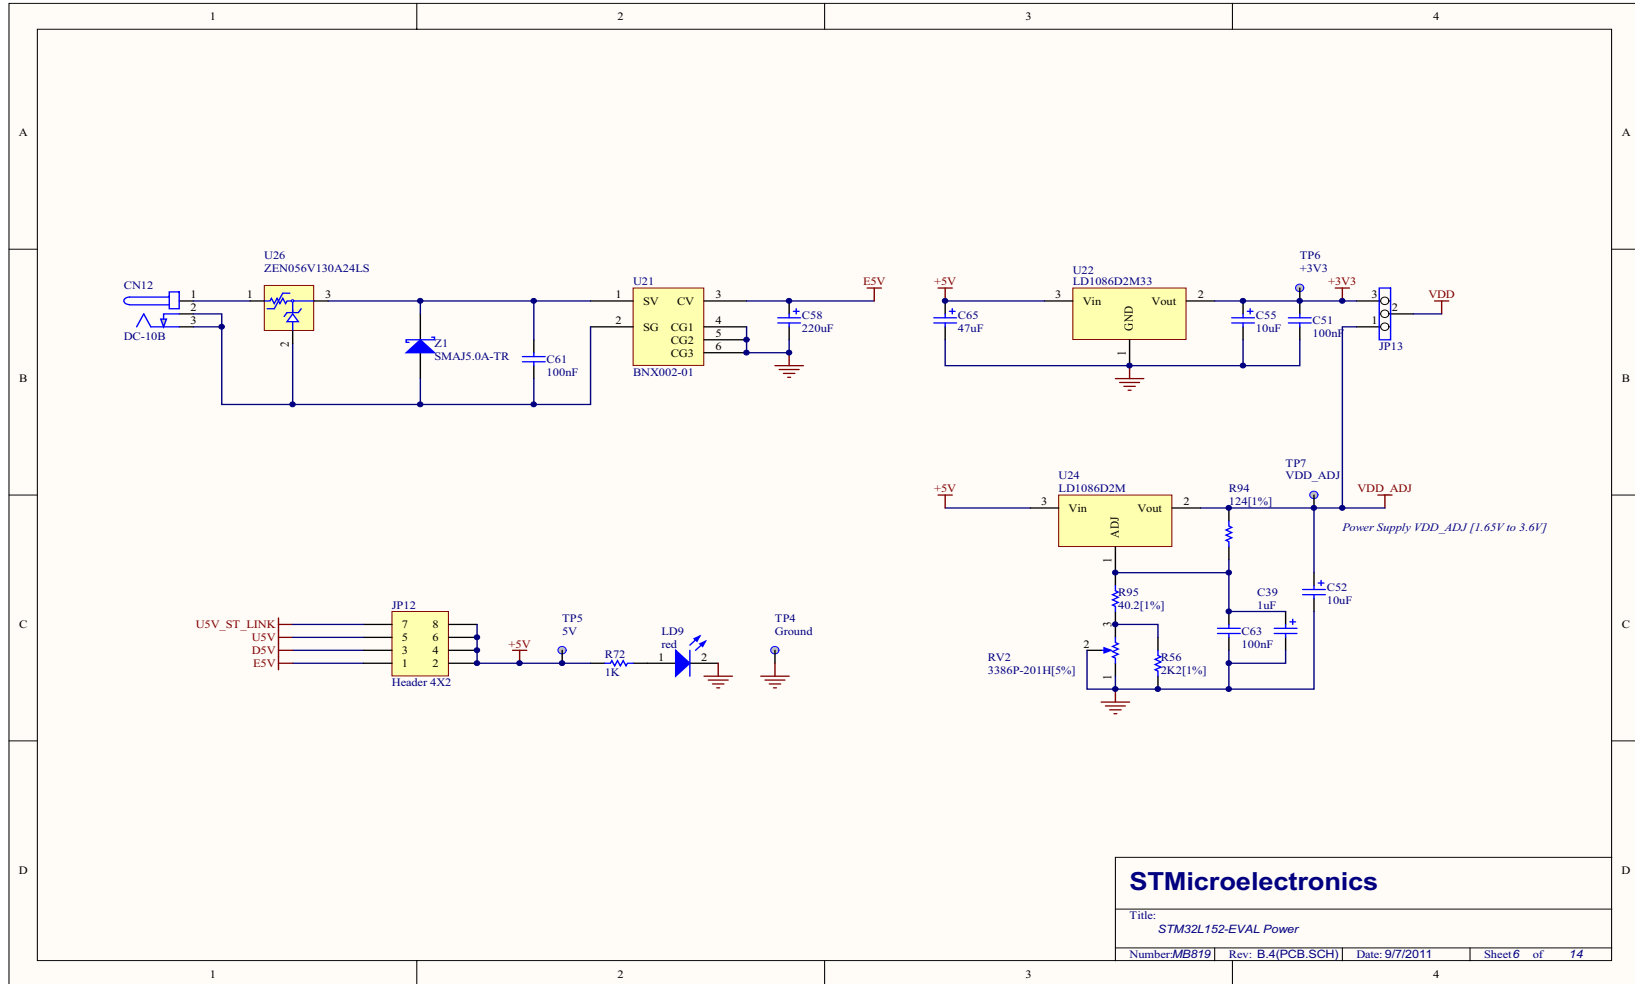 1 2 3 4
A A
B B
C C
D D
U26
ZEN056V130A24LS
CN12
1
2
3
DC-10B
1 3
2
Z1
SMAJ5.0A-TR
C61
100nF
U21
1 SV CV 3
2 SG CG1 4
CG2 5
CG3 6
BNX002-01
+
C58
220uF
E5V
+5V
+
C65
47uF
U22
LD1086D2M33
3 Vin Vout 2
GND
1
+
C55
10uF
TP6
+3V3
C51
100nF
+3V3
3
2
1
JP13
VDD
+5V
U24
LD1086D2M
3 Vin Vout 2
ADJ
1
R94
124[1%]
TP7
VDD_ADJ
VDD_ADJ
Power Supply VDD_ADJ [1.65V to 3.6V]
R95
40.2[1%]
3
2
1
RV2
3386P-201H[5%]
R56
2K2[1%]
C63
100nF
C39
1uF
+
+
C52
10uF
JP12
U5V_ST_LINK 7 8
U5V 5 6
D5V 3 4
E5V 1 2
Header 4X2
+5V
TP5
5V
R72
1K
LD9
red
1 2
TP4
Ground
STMicroelectronics
Title:
STM32L152-EVAL Power
Number:MB819 Rev: B.4(PCB.SCH) Date: 9/7/2011 Sheet 6 of 14
1 2 3 4